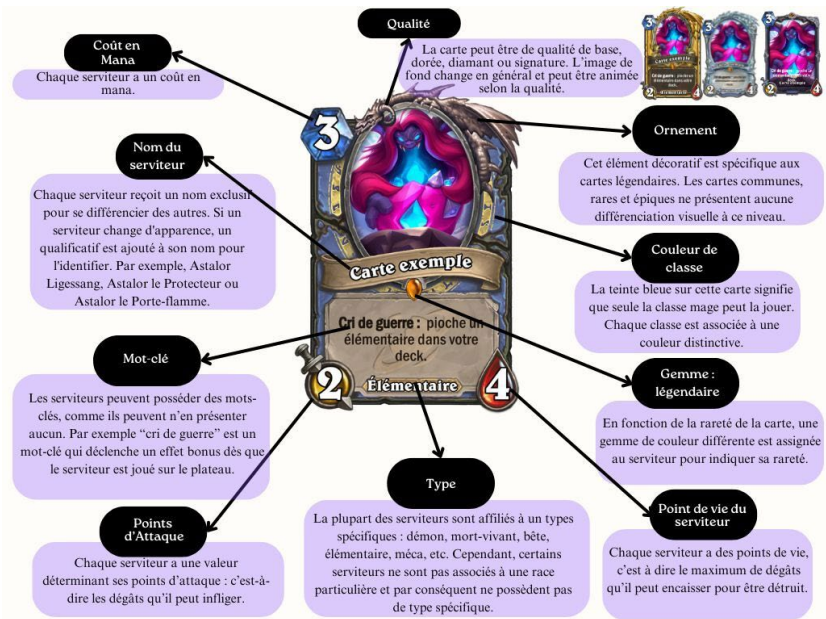 Coût en
Mana
Chaque serviteur a un coût en
mana.
Qualité
La carte peut être de qualité de base,
dorée, diamant ou signature. L'image de
fond change en général et peut être animée
selon la qualité.
Nom du
serviteur
Chaque serviteur reçoit un nom exclusif
pour se différencier des autres. Si un
serviteur change d'apparence, un
qualificatif est ajouté à son nom pour
l'identifier. Par exemple, Astalor
Ligessang, Astalor le Protecteur ou
Astalor le Porte-flamme.
Mot-clé
Les serviteurs peuvent posséder des mots-
clés, comme ils peuvent n'en présenter
aucun. Par exemple “cri de guerre” est un
mot-clé qui déclenche un effet bonus dès que
le serviteur est joué sur le plateau.
Points
d'Attaque
Chaque serviteur a une valeur
déterminant ses points d'attaque : c'est-à-
dire les dégâts qu'il peut infliger.
3
Carte exemple
Cri de guerre : pioche un
élémentaire dans votre
deck.
2
Élémentaire
4
Type
La plupart des serviteurs sont affiliés à un types
spécifiques : démon, mort-vivant, bête,
élémentaire, méca, etc. Cependant, certains
serviteurs ne sont pas associés à une race
particulière et par conséquent ne possèdent pas
de type spécifique.
3
Carte exemple
2
4
3
2
4
3
2
4
Ornement
Cet élément décoratif est spécifique aux
cartes légendaires. Les cartes communes,
rares et épiques ne présentent aucune
différenciation visuelle à ce niveau.
Couleur de
classe
La teinte bleue sur cette carte signifie
que seule la classe mage peut la jouer.
Chaque classe est associée à une
couleur distinctive.
Gemme :
légendaire
En fonction de la rareté de la carte, une
gemme de couleur différente est assignée
au serviteur pour indiquer sa rareté.
Point de vie du
serviteur
Chaque serviteur a des points de vie,
c'est à dire le maximum de dégâts
qu'il peut encaisser pour être détruit.